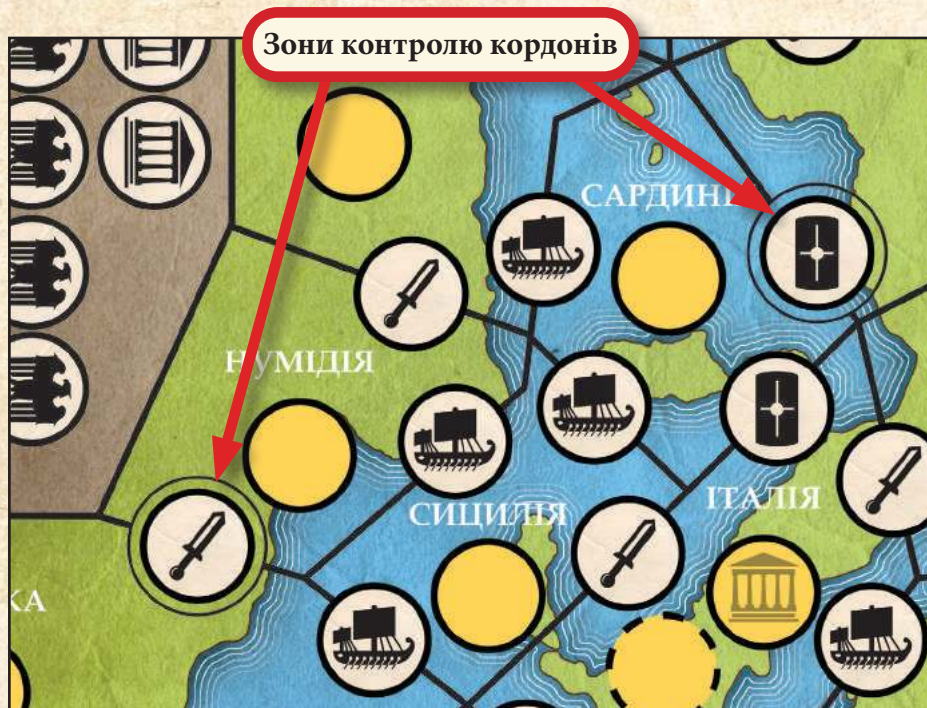 Зони контролю кордонів
САРДИНІ
НУМІДІЯ
СИЦИЛІЯ
ІТАЛІЯ
КА